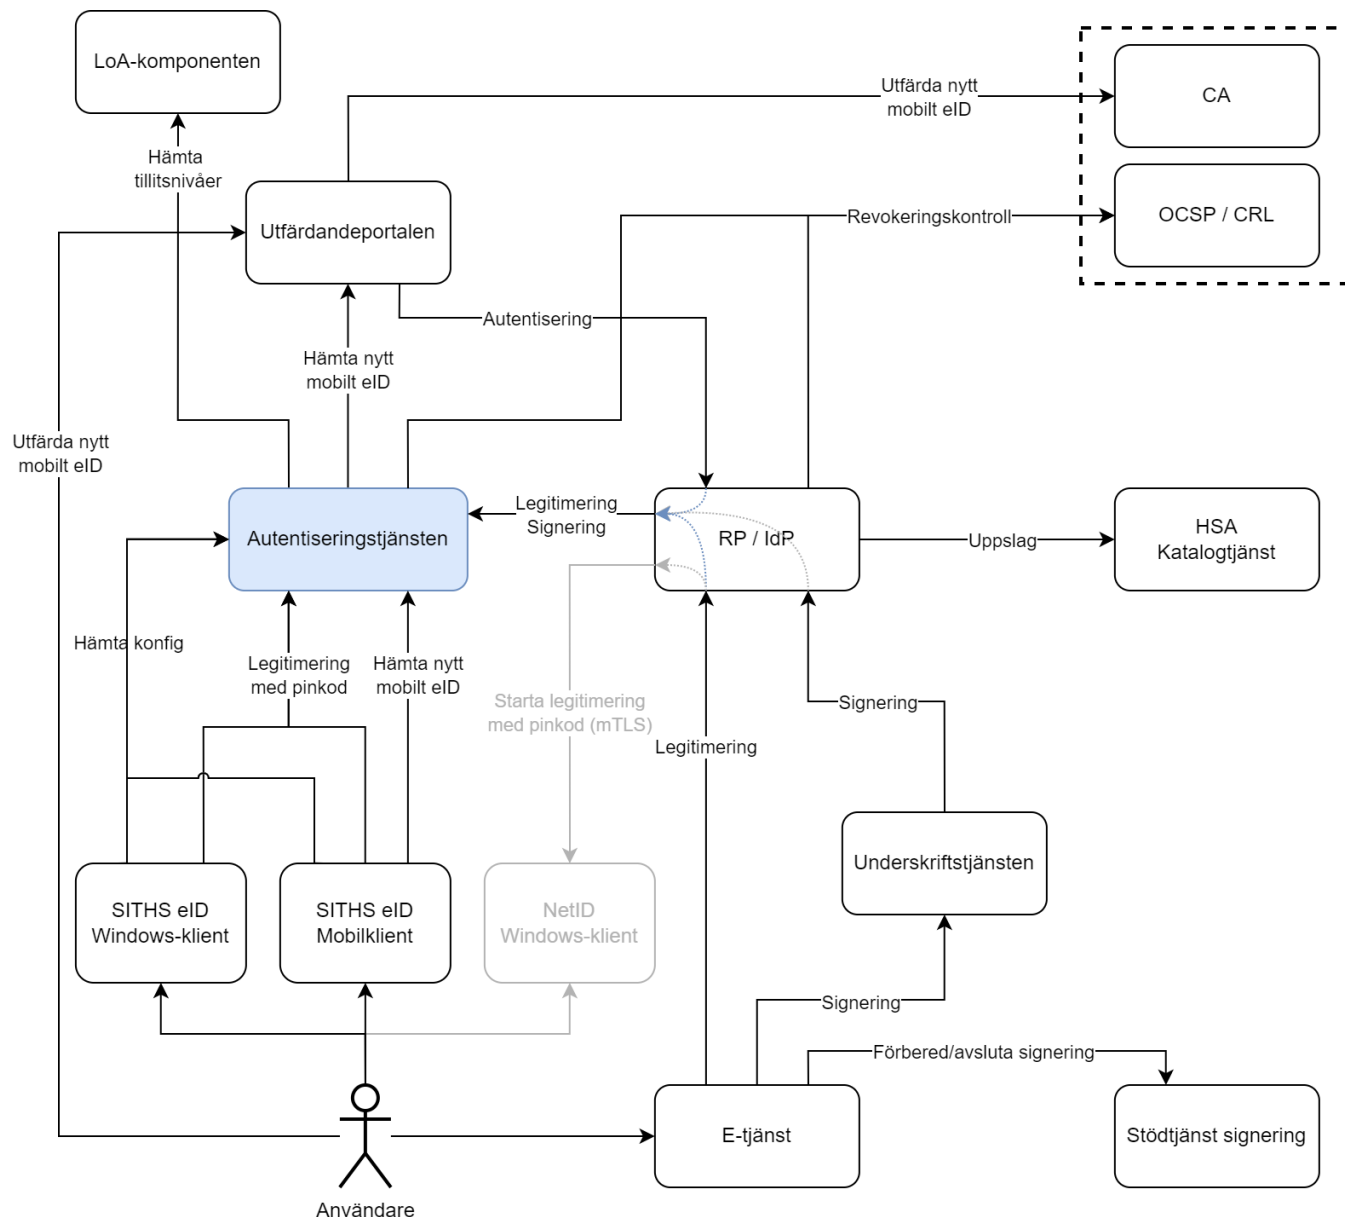 LoA-komponenten
CA
Utfärda nytt
mobilt eID
Hämta
tillitsnivåer
Utfärdandeportalen
Revokeringskontroll
OCSP / CRL
Autentisering
Hämta nytt
mobilt eID
Utfärda nytt
mobilt eID
Autentiseringstjänsten
Legitimering
Signering
RP / IdP
Uppslag
HSA
Katalogtjänst
Hämta konfig
Legitimering
med pinkod
Hämta nytt
mobilt eID
Starta legitimering
med pinkod (mTLS)
Legitimering
Signering
Underskriftstjänsten
SITHS eID
Windows-klient
SITHS eID
Mobilklient
NetID
Windows-klient
Signering
Förbered/avsluta signering
E-tjänst
Stödtjänst signering
Användare